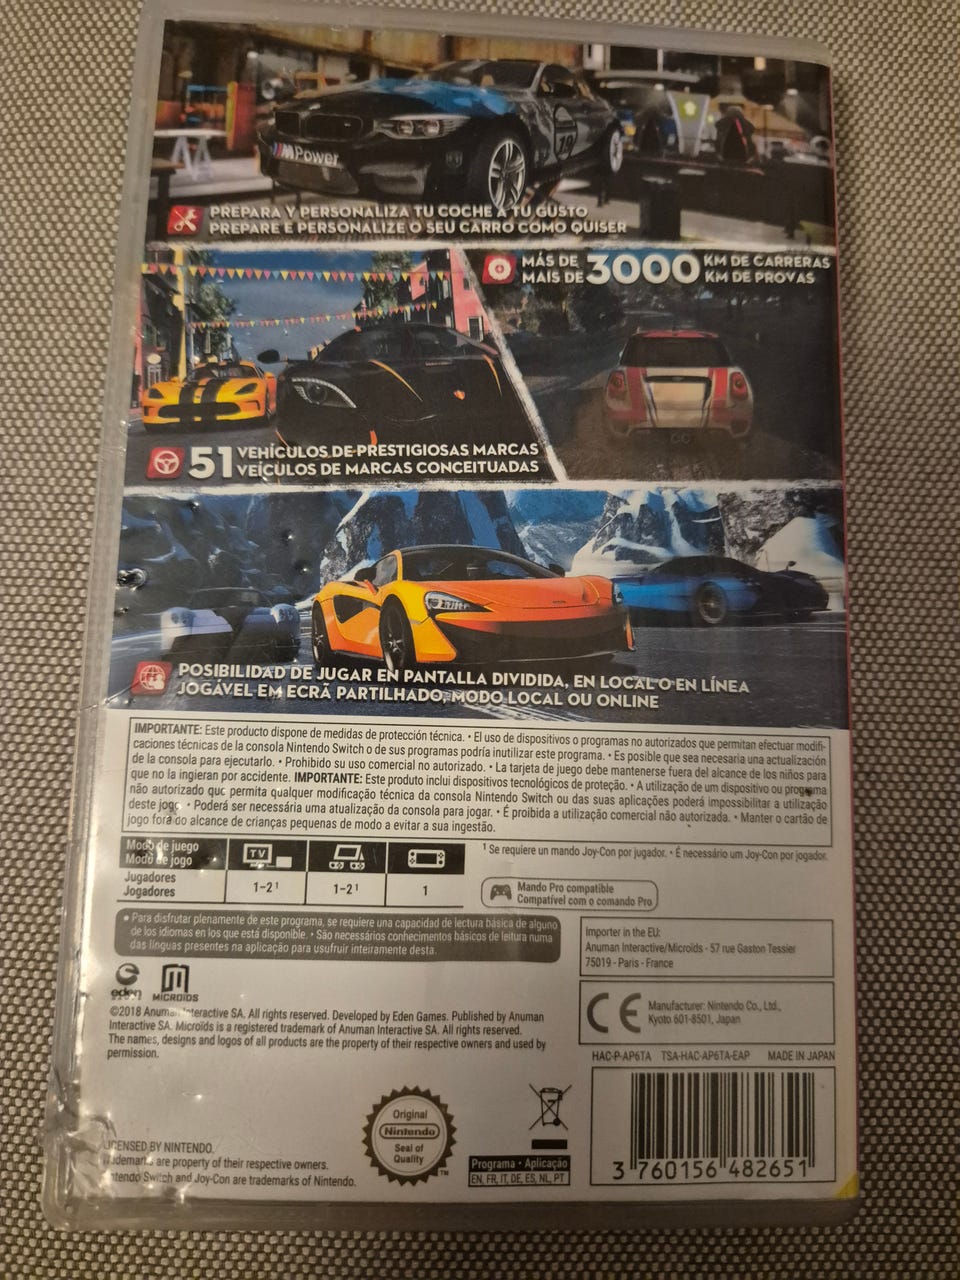 M Power
19
PREPARA Y PERSONALIZA TU COCHE A TU GUSTO
PREPARE E PERSONALIZE O SEU CARRO COMO QUISER
MÁS DE 3000 KM DE CARRERAS
MAIS DE KM DE PROVAS
51 VEHÍCULOS DE PRESTIGIOSAS MARCAS
VEÍCULOS DE MARCAS CONCEITUADAS
POSIBILIDAD DE JUGAR EN PANTALLA DIVIDIDA, EN LOCAL O EN LÍNEA
JOGÁVEL EM ECRÃ PARTILHADO, MODO LOCAL OU ONLINE
IMPORTANTE: Este producto dispone de medidas de protección técnica. • El uso de dispositivos o programas no autorizados que permitan efectuar modifi-
caciones técnicas de la consola Nintendo Switch o de sus programas podría inutilizar este programa. • Es posible que sea necesaria una actualización
de la consola para ejecutarlo. • Prohibido su uso comercial no autorizado. • La tarjeta de juego debe mantenerse fuera del alcance de los niños para
que no la ingieran por accidente. IMPORTANTE: Este produto inclui dispositivos tecnológicos de proteção. • A utilização de um dispositivo ou programa
não autorizado que permita qualquer modificação técnica da consola Nintendo Switch ou das suas aplicações poderá impossibilitar a utilização
deste jogo. • Poderá ser necessária uma atualização da consola para jogar. • É proibida a utilização comercial não autorizada. • Manter o cartão de
jogo fora do alcance de crianças pequenas de modo a evitar a sua ingestão.
Modo de juego
Modo de jogo
TV
Jugadores
Jogadores
1-2¹ 1-2¹ 1
¹ Se requiere un mando Joy-Con por jugador. • É necessário um Joy-Con por jogador.
Mando Pro compatible
Compatível com o comando Pro
• Para disfrutar plenamente de este programa, se requiere una capacidad de lectura básica de alguno
de los idiomas en los que está disponible. • São necessários conhecimentos básicos de leitura numa
das línguas presentes na aplicação para usufruir inteiramente desta.
Importer in the EU:
Anuman Interactive/Microids - 57 rue Gaston Tessier
75019 - Paris - France
CE
Manufacturer: Nintendo Co., Ltd.,
Kyoto 601-8501, Japan
eden
MICROIDS
©2018 Anuman Interactive SA. All rights reserved. Developed by Eden Games. Published by Anuman
Interactive SA. Microïds is a registered trademark of Anuman Interactive SA. All rights reserved.
The names, designs and logos of all products are the property of their respective owners and used by
permission.
HAC-P-AP6TA TSA-HAC-AP6TA-EAP MADE IN JAPAN
LICENSED BY NINTENDO.
Trademarks are property of their respective owners.
Nintendo Switch and Joy-Con are trademarks of Nintendo.
Original
Nintendo
Seal of
Quality
TM
Programa • Aplicação
EN, FR, IT, DE, ES, NL, PT
3 760156 482651